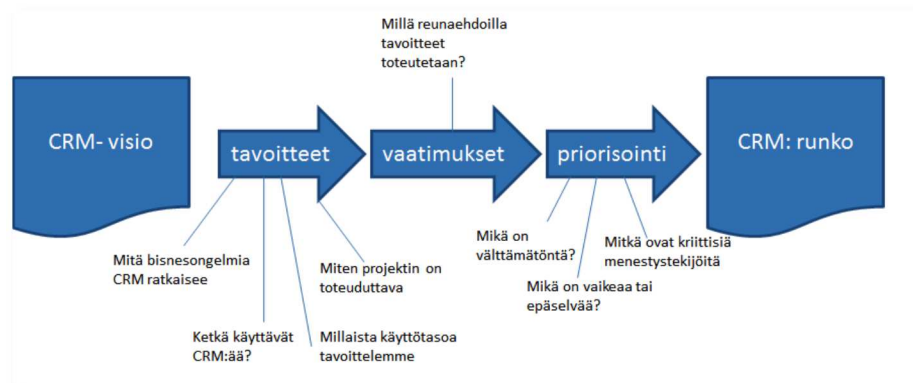 Millä reunaehdoilla
tavoitteet
toteutetaan?
CRM- visio
tavoitteet
vaatimukset
priorisointi
CRM: runko
Mitä bisnesongelmia
CRM ratkaisee
Miten projektin on
toteuduttava
Ketkä käyttävät
CRM:ää?
Millaista käyttötasoa
tavoittelemme
Mikä on
välttämätöntä?
Mikä on vaikeaa tai
epäselvää?
Mitkä ovat kriittisiä
menestystekijöitä